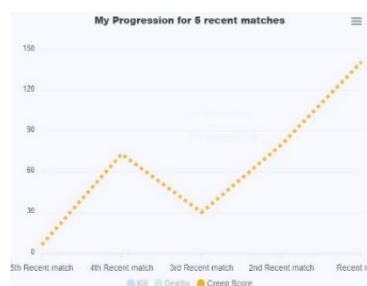 My Progression for 5 recent matches
150
120
90
60
30
0
5th Recent match 4th Recent match 3rd Recent match 2nd Recent match Recent
Kill Deaths Creep Score